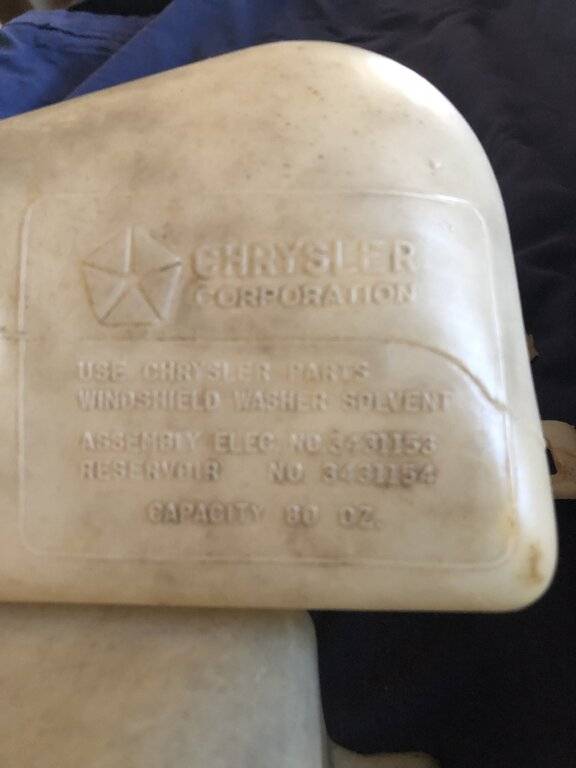 CHRYSLER
CORPORATION
USE CHRYSLER PARTS
WINDSHIELD WASHER SOLVENT
ASSEMBLY ELEC NO 3431153
RESERVOIR NO 3431154
CAPACITY 80 OZ.